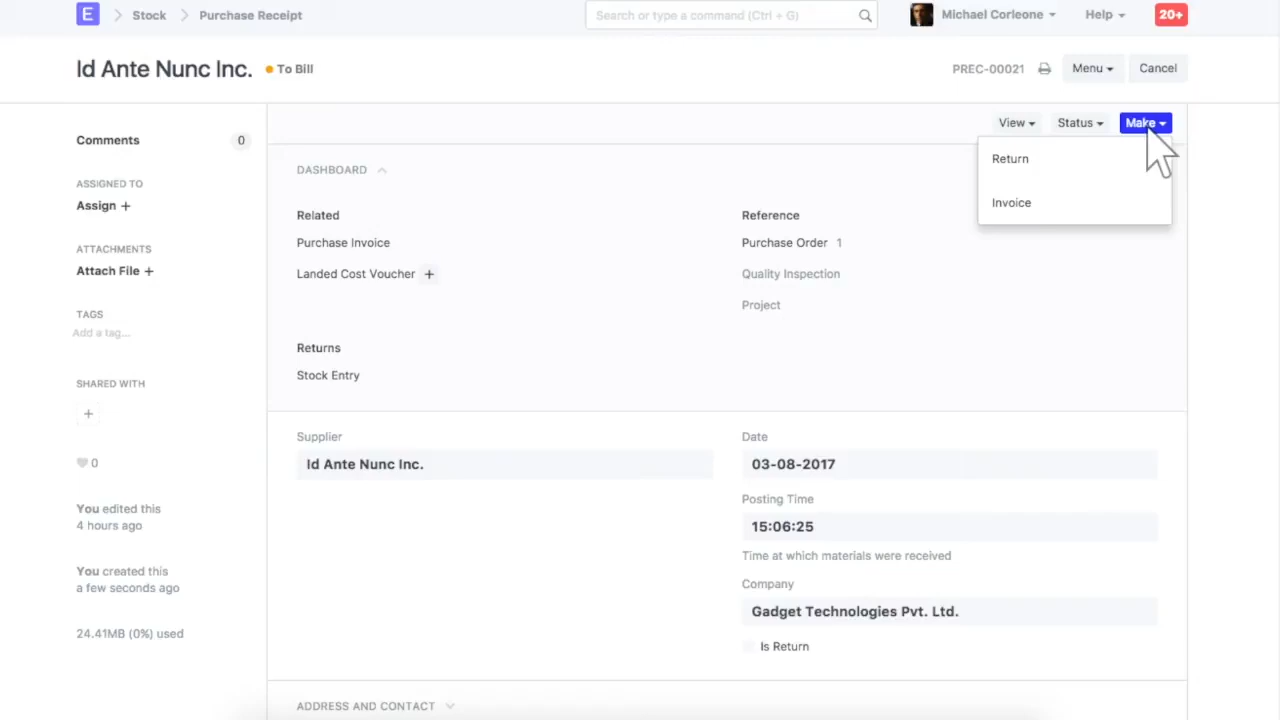 E Stock Purchase Receipt Search or type a command (Ctrl + G) Michael Corleone Help 20+
Id Ante Nunc Inc. To Bill PREC-00021 Menu Cancel
View Status Make
Return
Invoice
Comments 0
ASSIGNED TO
Assign +
ATTACHMENTS
Attach File +
TAGS
Add a tag...
SHARED WITH
+
0
You edited this
4 hours ago
You created this
a few seconds ago
24.41MB (0%) used
DASHBOARD
Related
Purchase Invoice
Landed Cost Voucher +
Reference
Purchase Order 1
Quality Inspection
Project
Returns
Stock Entry
Supplier
Id Ante Nunc Inc.
Date
03-08-2017
Posting Time
15:06:25
Time at which materials were received
Company
Gadget Technologies Pvt. Ltd.
Is Return
ADDRESS AND CONTACT